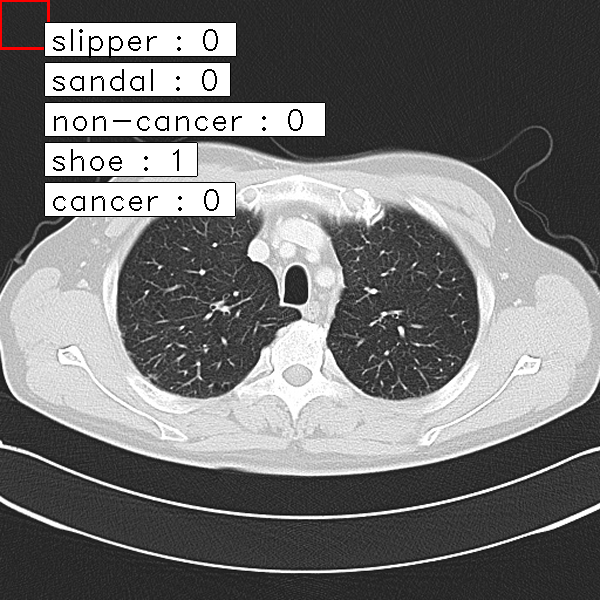 slipper : 0
sandal : 0
non-cancer : 0
shoe : 1
cancer : 0